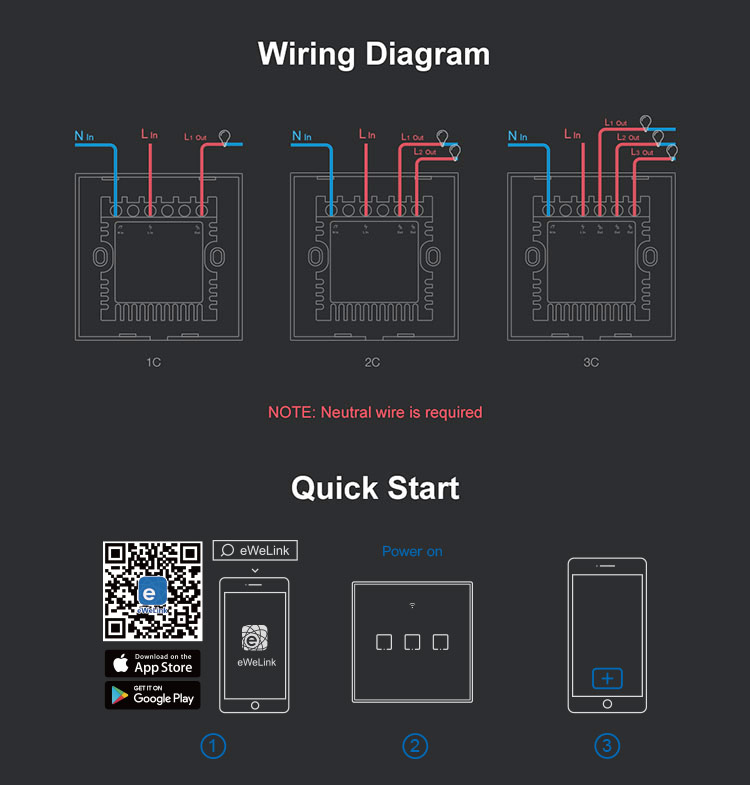 Wiring Diagram
N In L In L1 Out
N In L In L1 Out
L2 Out
N In L In L1 Out
L2 Out
L3 Out
1C 2C 3C
NOTE: Neutral wire is required
Quick Start
eWeLink
e
eWeLink
Download on the
App Store
GET IT ON
Google Play
e
eWeLink
Power on
1 2 3